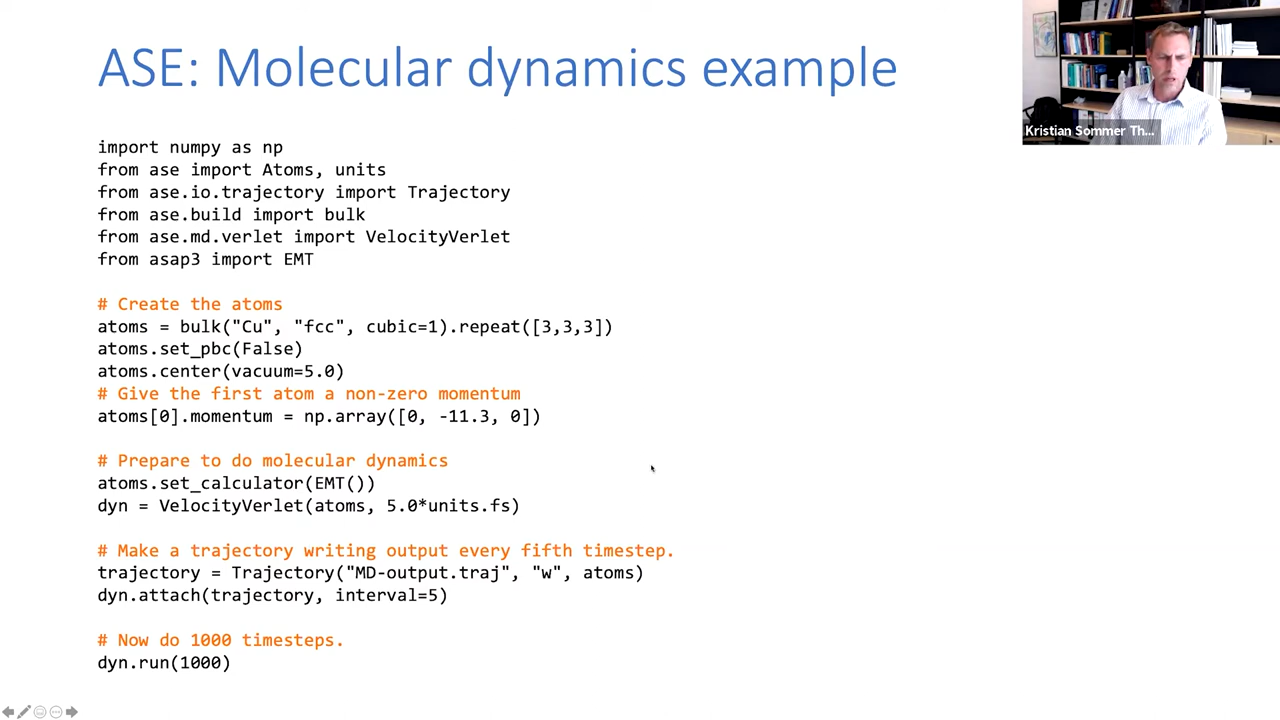 ASE: Molecular dynamics example
Kristian Sommer Th...
import numpy as np
from ase import Atoms, units
from ase.io.trajectory import Trajectory
from ase.build import bulk
from ase.md.verlet import VelocityVerlet
from asap3 import EMT
# Create the atoms
atoms = bulk("Cu", "fcc", cubic=1).repeat([3,3,3])
atoms.set_pbc(False)
atoms.center(vacuum=5.0)
# Give the first atom a non-zero momentum
atoms[0].momentum = np.array([0, -11.3, 0])
# Prepare to do molecular dynamics
atoms.set_calculator(EMT())
dyn = VelocityVerlet(atoms, 5.0*units.fs)
# Make a trajectory writing output every fifth timestep.
trajectory = Trajectory("MD-output.traj", "w", atoms)
dyn.attach(trajectory, interval=5)
# Now do 1000 timesteps.
dyn.run(1000)